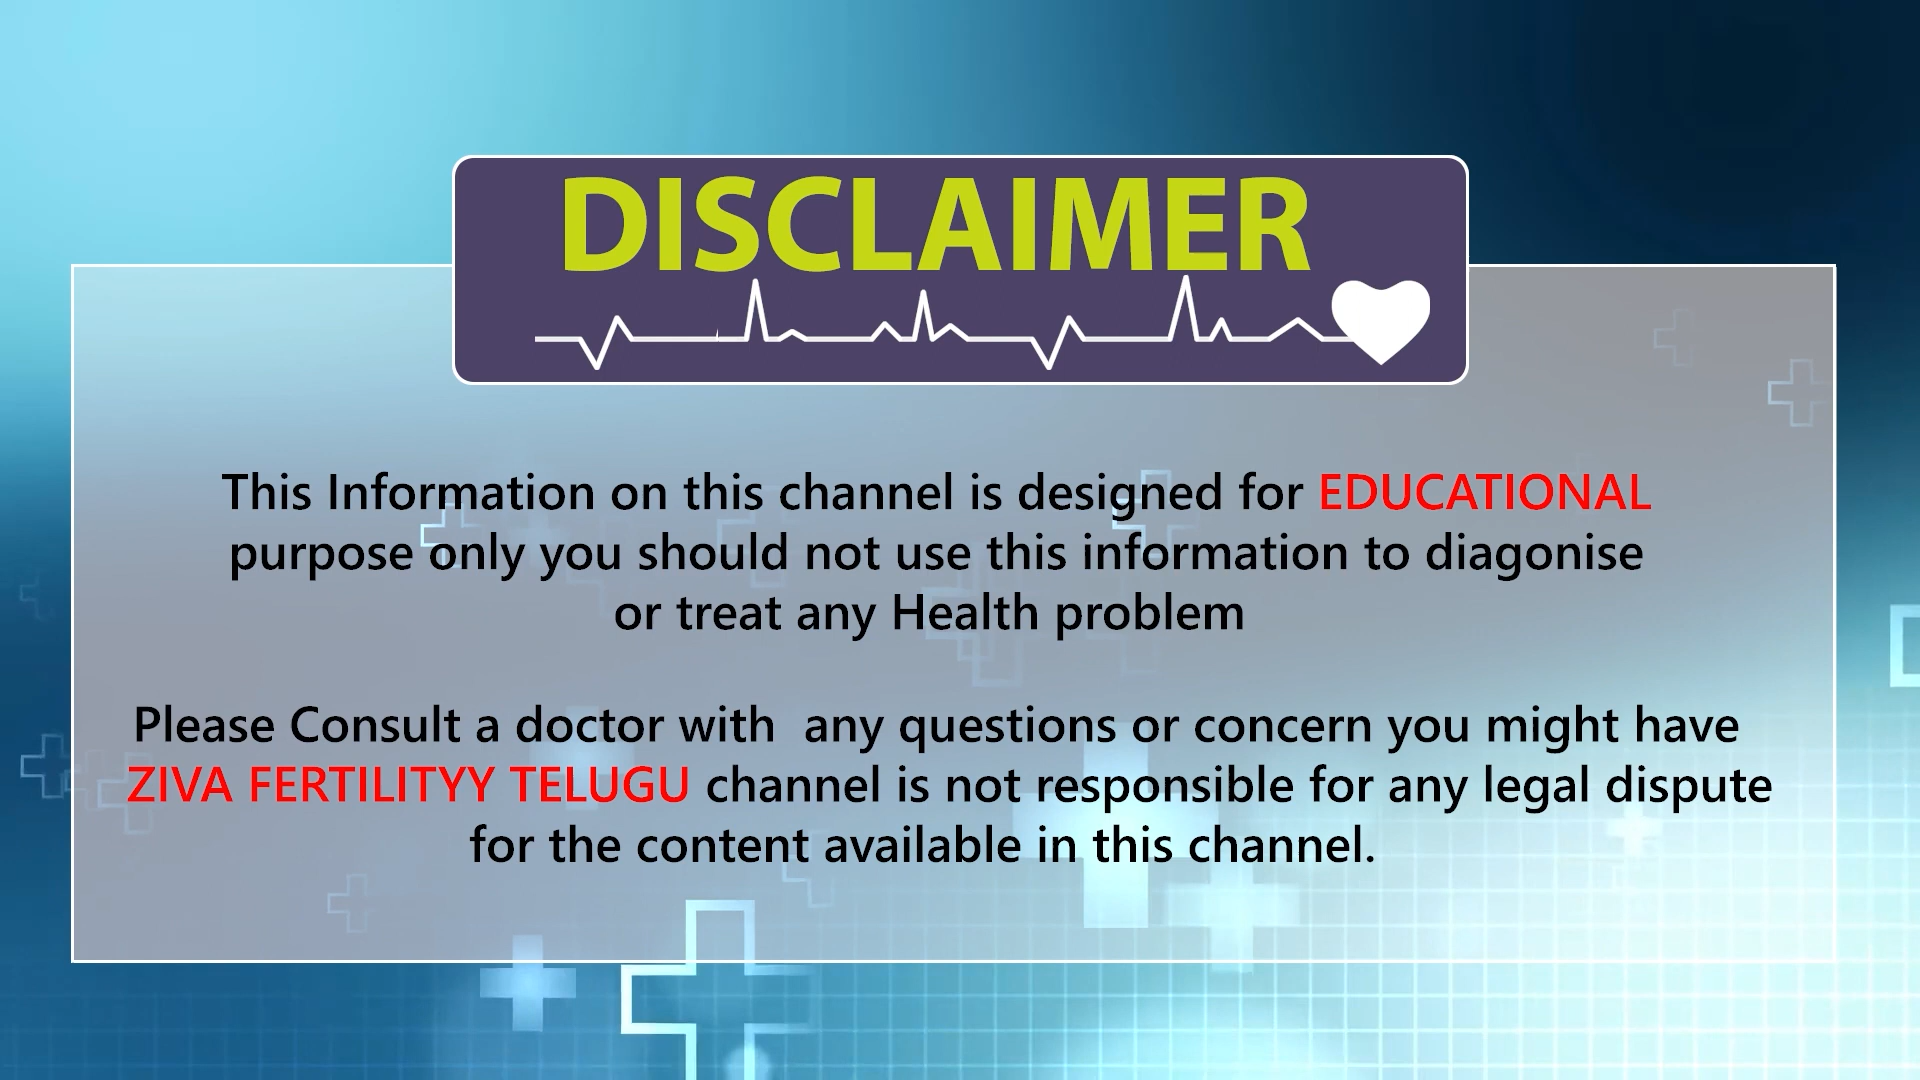 DISCLAIMER
This Information on this channel is designed for EDUCATIONAL
purpose only you should not use this information to diagonise
or treat any Health problem
Please Consult a doctor with  any questions or concern you might have
ZIVA FERTILITYY TELUGU channel is not responsible for any legal dispute
for the content available in this channel.